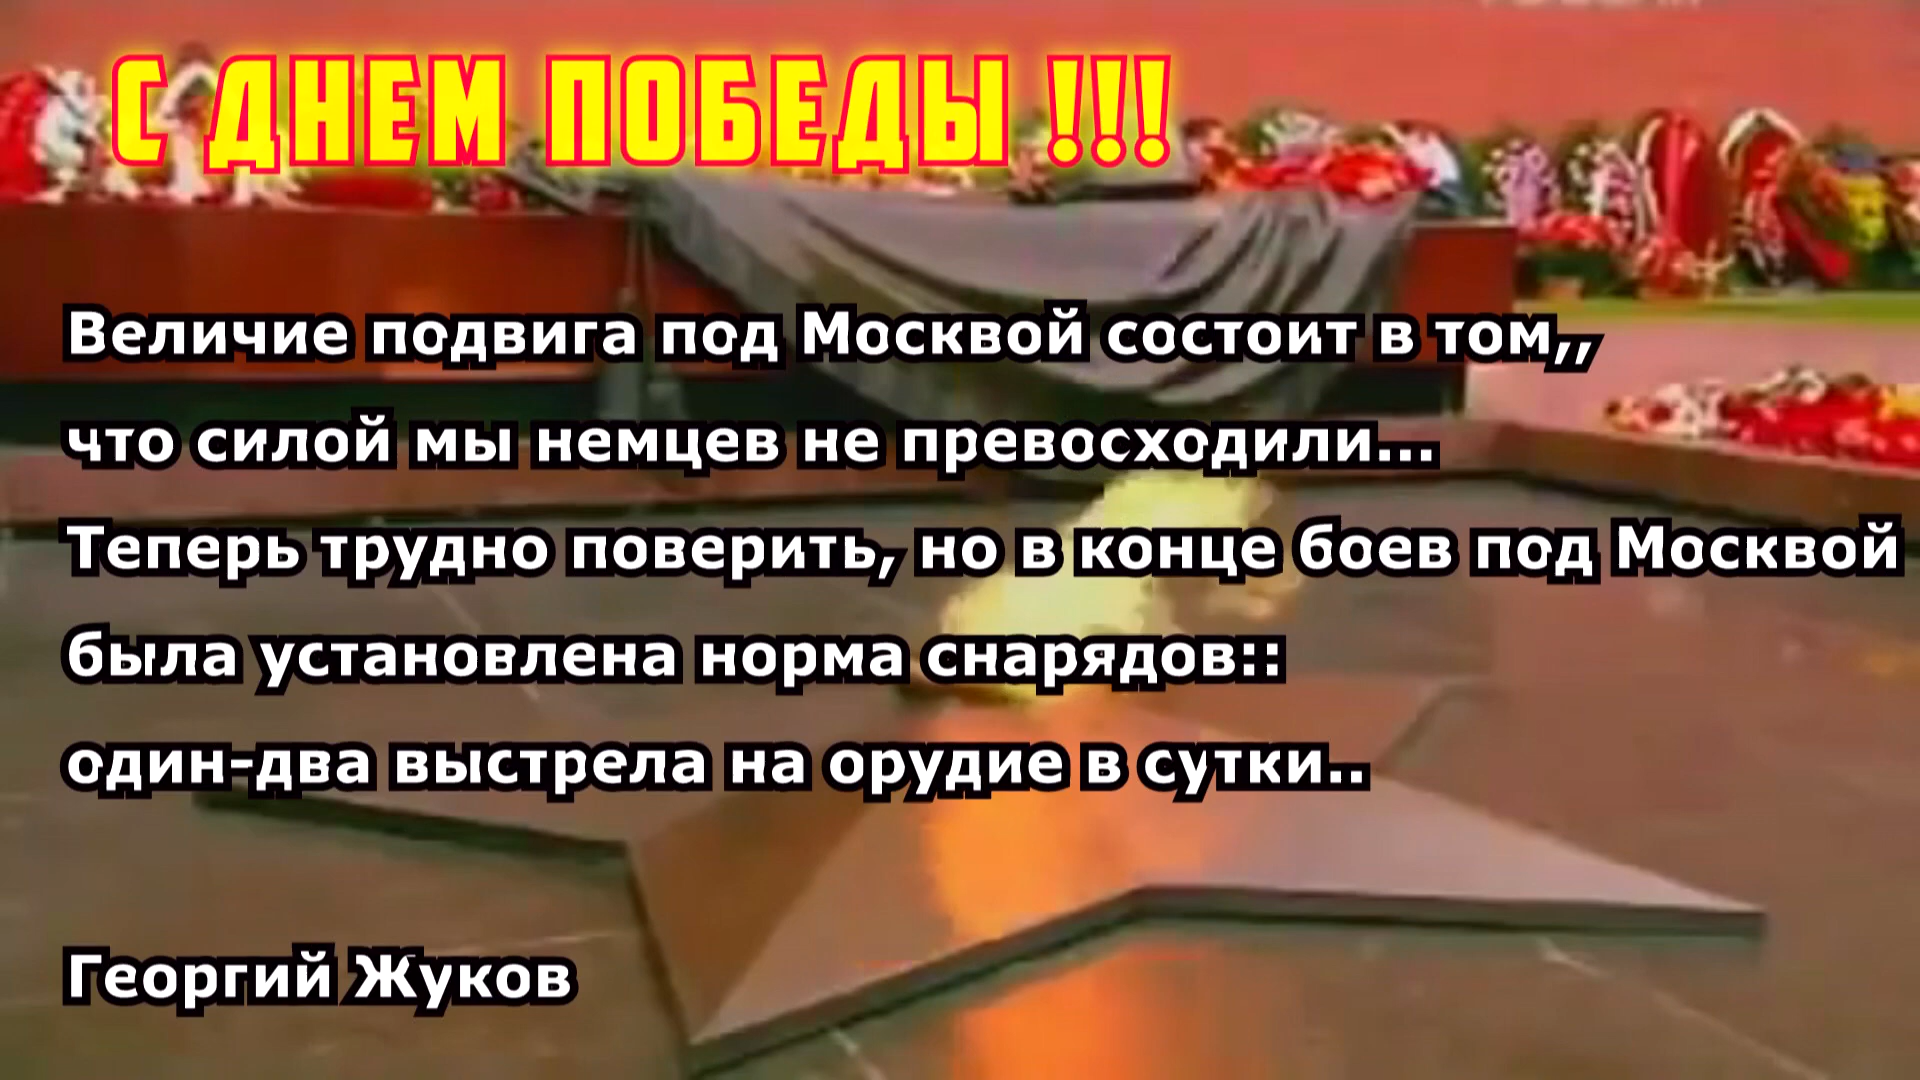 С ДНЕМ ПОБЕДЫ !!!
Величие подвига под Москвой состоит в том,,
что силой мы немцев не превосходили...
Теперь трудно поверить, но в конце боев под Москвой
была установлена норма снарядов::
один-два выстрела на орудие в сутки..
Георгий Жуков